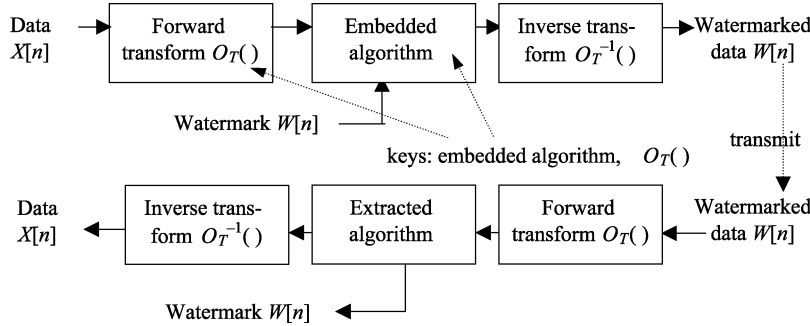 Data
X[n]
Forward
transform O_T( )
Embedded
algorithm
Inverse trans-
form O_T^{-1}( )
Watermarked
data W[n]
Watermark W[n]
keys: embedded algorithm, O_T( )
transmit
Data
X[n]
Inverse trans-
form O_T^{-1}( )
Extracted
algorithm
Forward
transform O_T( )
Watermarked
data W[n]
Watermark W[n]